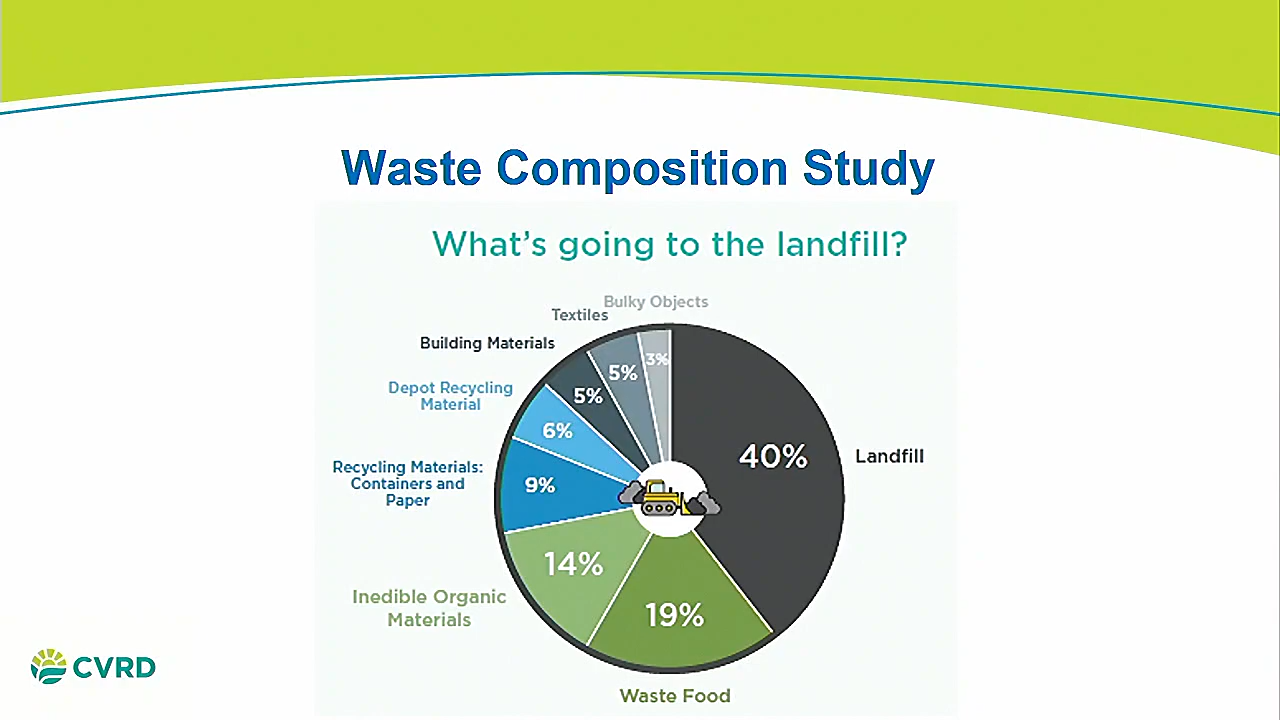 Waste Composition Study
What's going to the landfill?
Bulky Objects
Textiles
Building Materials
Depot Recycling
Material
Recycling Materials:
Containers and
Paper
Inedible Organic
Materials
Waste Food
Landfill
3%
5%
5%
6%
9%
14%
19%
40%
CVRD